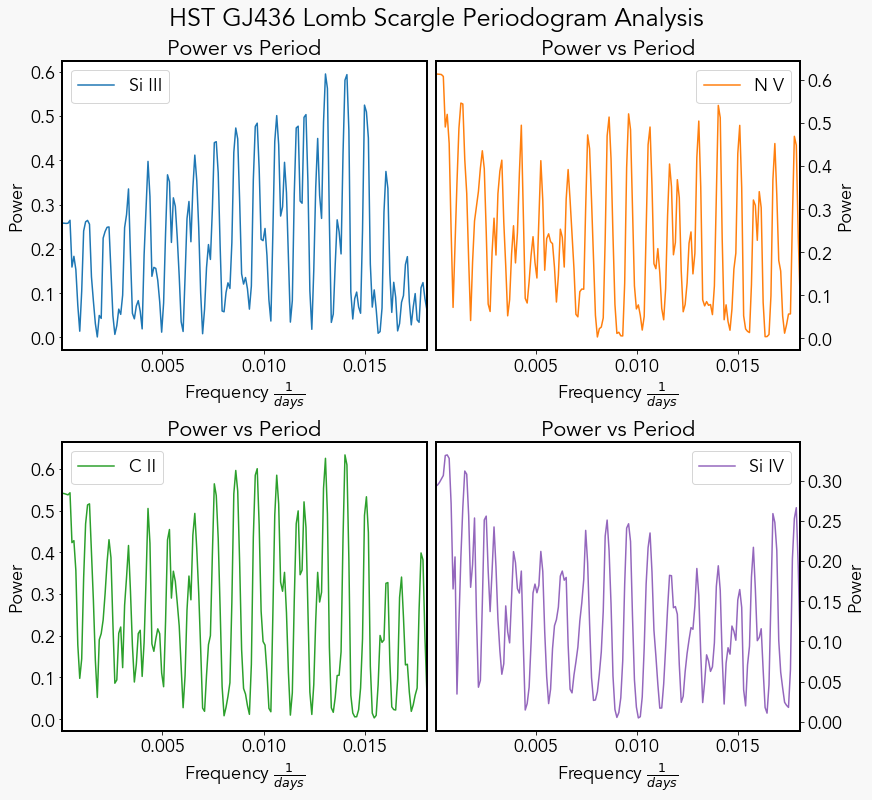 HST GJ436 Lomb Scargle Periodogram Analysis
Power vs Period
Power vs Period
Si III
N V
0.6
0.5
0.4
0.3
0.2
0.1
0.0
Power
0.6
0.5
0.4
0.3
0.2
0.1
0.0
Power
0.005 0.010 0.015
0.005 0.010 0.015
Frequency 1/days
Frequency 1/days
Power vs Period
Power vs Period
C II
Si IV
0.6
0.5
0.4
0.3
0.2
0.1
0.0
Power
0.30
0.25
0.20
0.15
0.10
0.05
0.00
Power
0.005 0.010 0.015
0.005 0.010 0.015
Frequency 1/days
Frequency 1/days